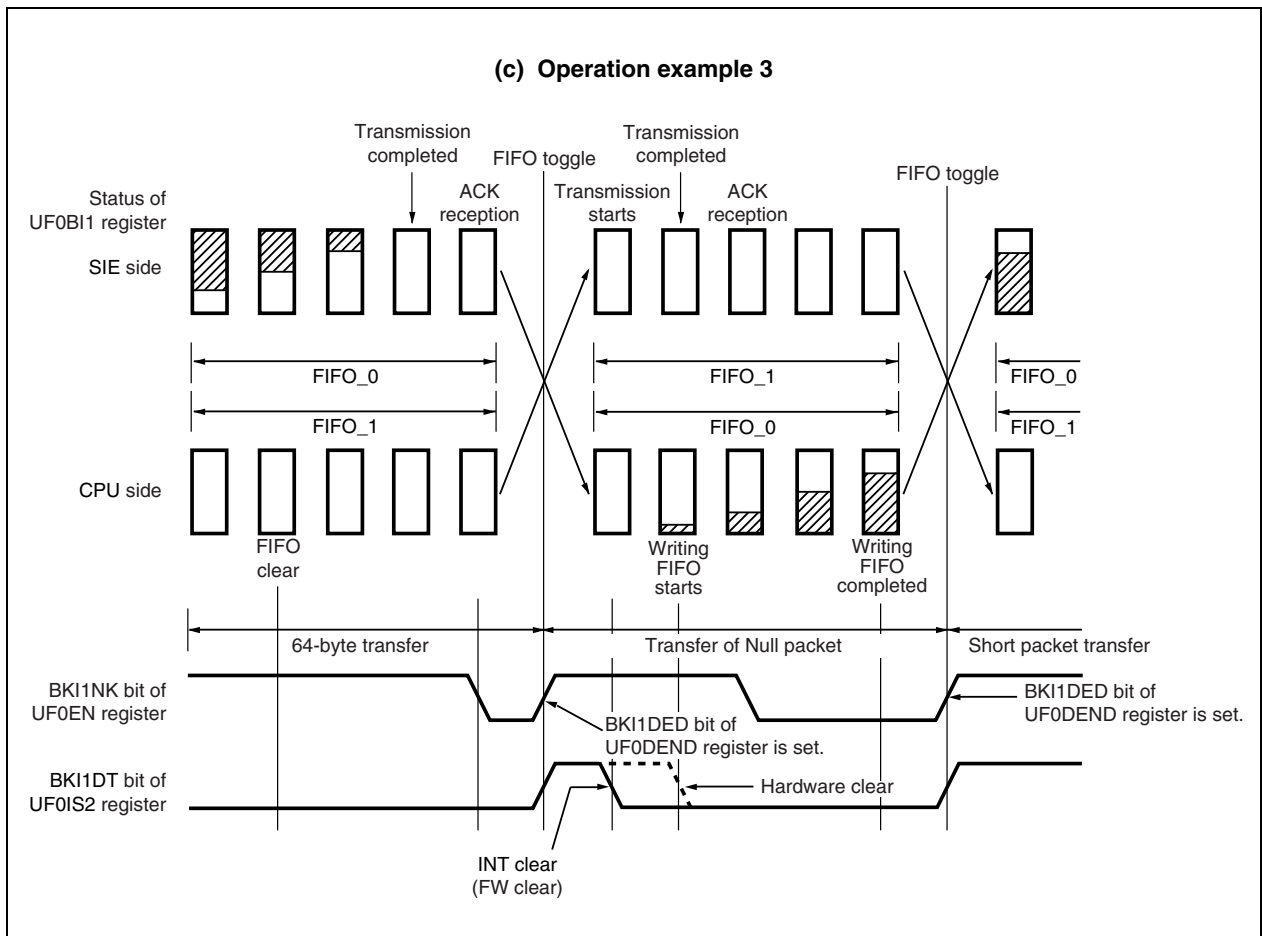 (c) Operation example 3
Transmission
completed
FIFO toggle
Transmission
completed
FIFO toggle
Status of
UF0BI1 register
ACK
reception
Transmission
starts
ACK
reception
SIE side
FIFO_0
FIFO_1
FIFO_0
FIFO_1
FIFO_0
FIFO_1
CPU side
FIFO
clear
Writing
FIFO
starts
Writing
FIFO
completed
64-byte transfer
Transfer of Null packet
Short packet transfer
BKI1NK bit of
UF0EN register
BKI1DED bit of
UF0DEND register is set.
BKI1DED bit of
UF0DEND register is set.
BKI1DT bit of
UF0IS2 register
Hardware clear
INT clear
(FW clear)